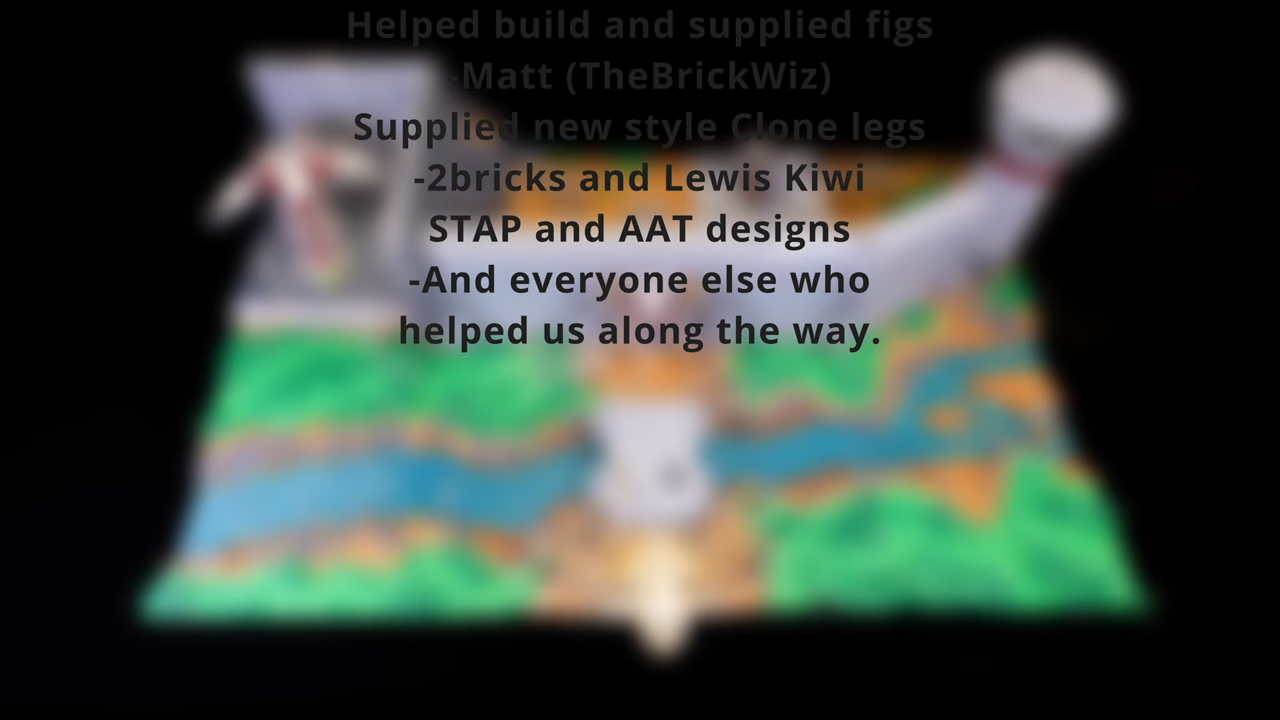 Helped build and supplied figs
-Matt (TheBrickWiz)
Supplied new style Clone legs
-2bricks and Lewis Kiwi
STAP and AAT designs
-And everyone else who
helped us along the way.